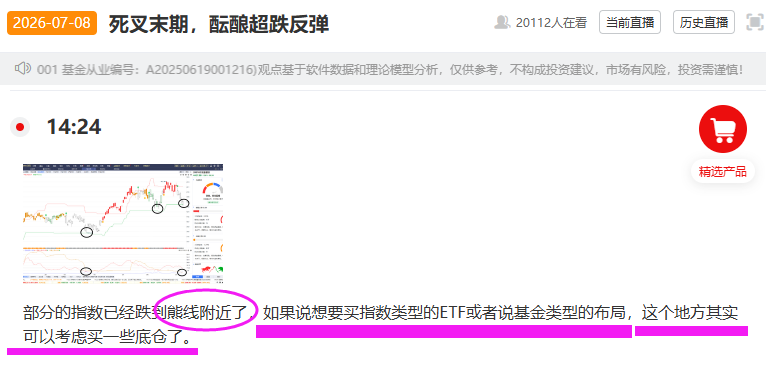 2026-07-08 死叉末期，酝酿超跌反弹 20112人在看 当前直播 历史直播
001 基金从业编号：A20250619001216)观点基于软件数据和理论模型分析，仅供参考，不构成投资建议，市场有风险，投资需谨慎！
14:24
精选产品
部分的指数已经跌到熊线附近了，如果说想要买指数类型的ETF或者说基金类型的布局，这个地方其实
可以考虑买一些底仓了。